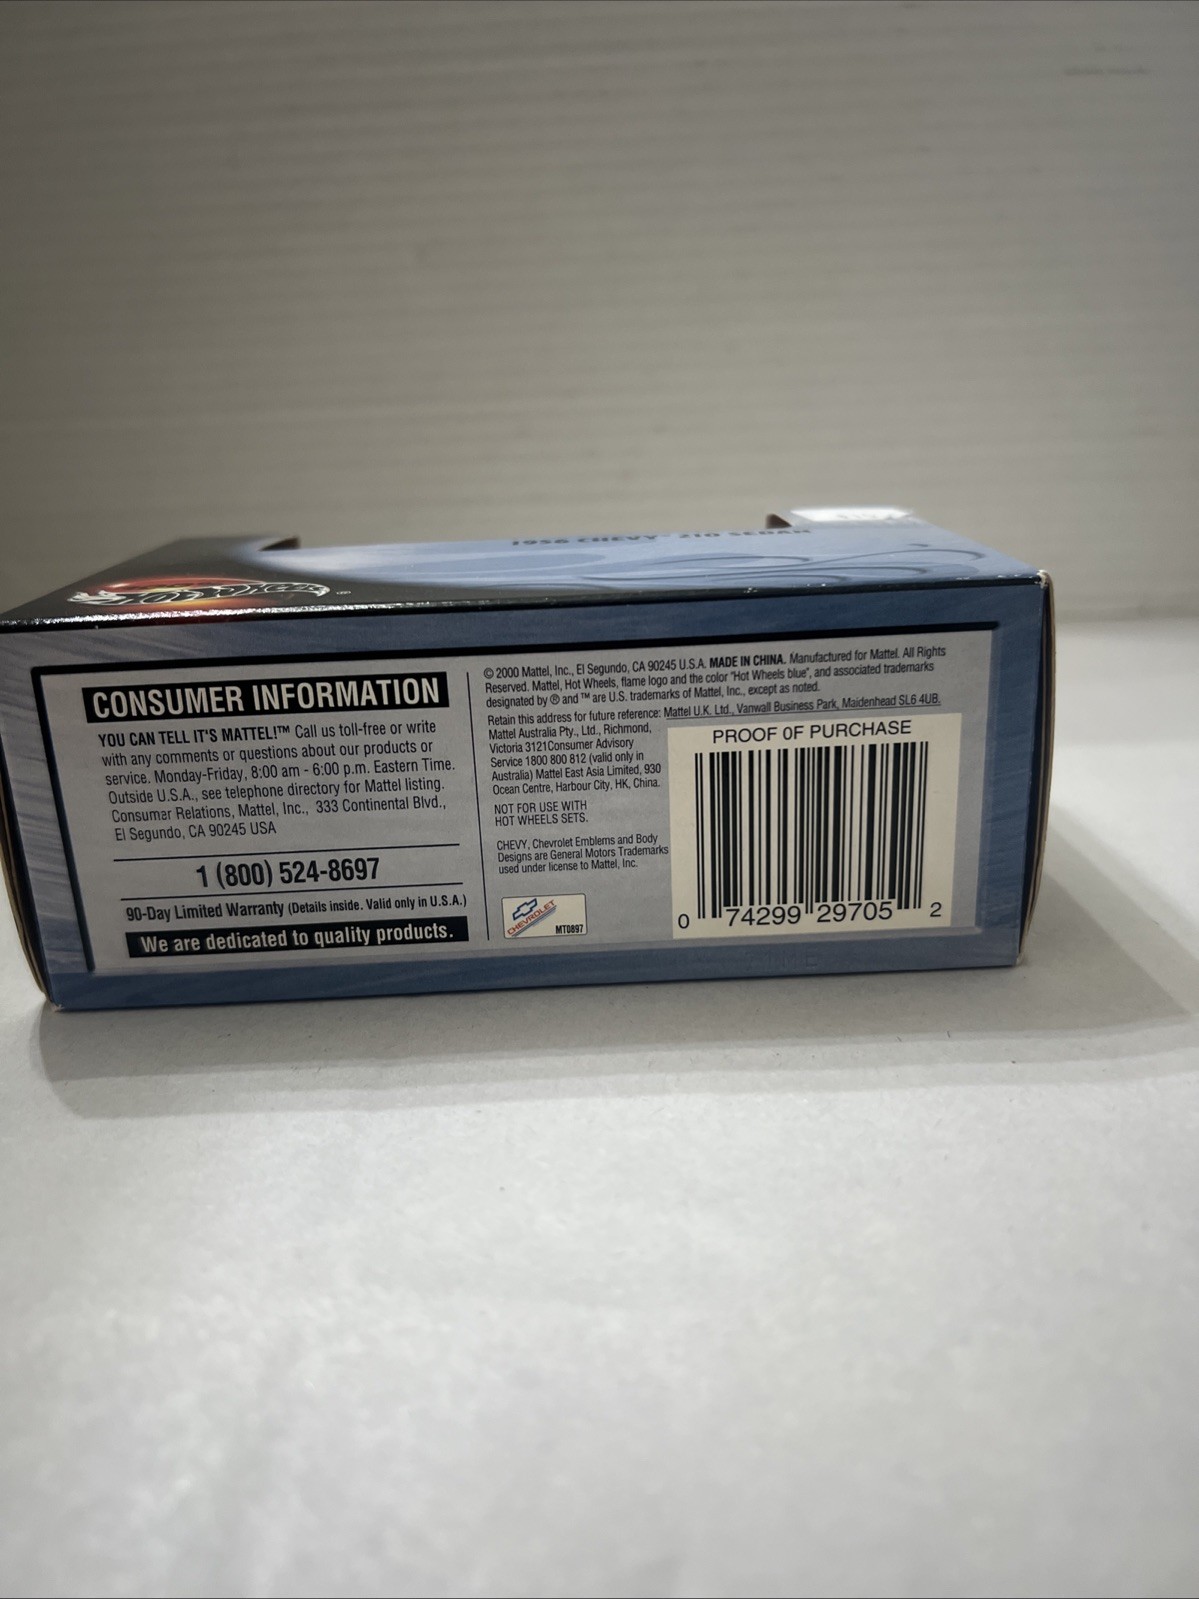 1956 CHEVY 210 SEDAN
HOT WHEELS ®
CONSUMER INFORMATION
YOU CAN TELL IT'S MATTEL!™ Call us toll-free or write
with any comments or questions about our products or
service. Monday-Friday, 8:00 am - 6:00 p.m. Eastern Time.
Outside U.S.A., see telephone directory for Mattel listing.
Consumer Relations, Mattel, Inc., 333 Continental Blvd.,
El Segundo, CA 90245 USA
1 (800) 524-8697
90-Day Limited Warranty (Details inside. Valid only in U.S.A.)
We are dedicated to quality products.
© 2000 Mattel, Inc., El Segundo, CA 90245 U.S.A. MADE IN CHINA. Manufactured for Mattel. All Rights
Reserved. Mattel, Hot Wheels, flame logo and the color "Hot Wheels blue", and associated trademarks
designated by ® and ™ are U.S. trademarks of Mattel, Inc., except as noted.
Retain this address for future reference: Mattel U.K. Ltd., Vanwall Business Park, Maidenhead SL6 4UB.
Mattel Australia Pty., Ltd., Richmond,
Victoria 3121Consumer Advisory
Service 1800 800 812 (valid only in
Australia) Mattel East Asia Limited, 930
Ocean Centre, Harbour City, HK, China.
NOT FOR USE WITH
HOT WHEELS SETS.
CHEVY, Chevrolet Emblems and Body
Designs are General Motors Trademarks
used under license to Mattel, Inc.
CHEVROLET
MT0897
PROOF OF PURCHASE
0 74299 29705 2